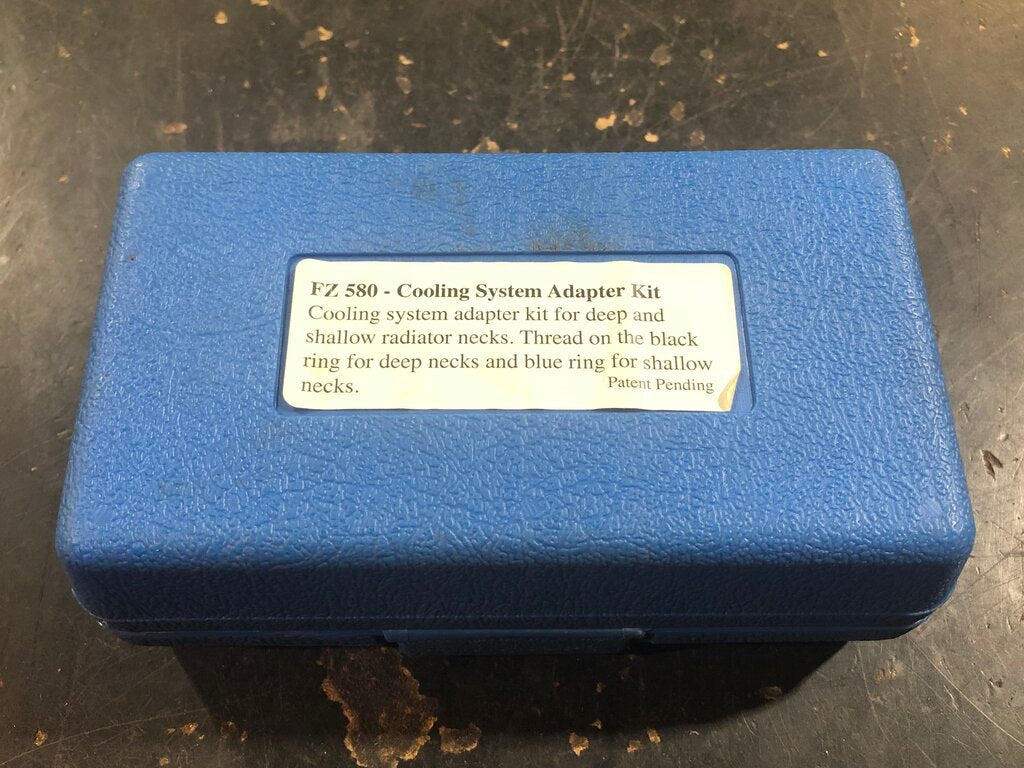 FZ 580 - Cooling System Adapter Kit
Cooling system adapter kit for deep and
shallow radiator necks. Thread on the black
ring for deep necks and blue ring for shallow
necks. Patent Pending